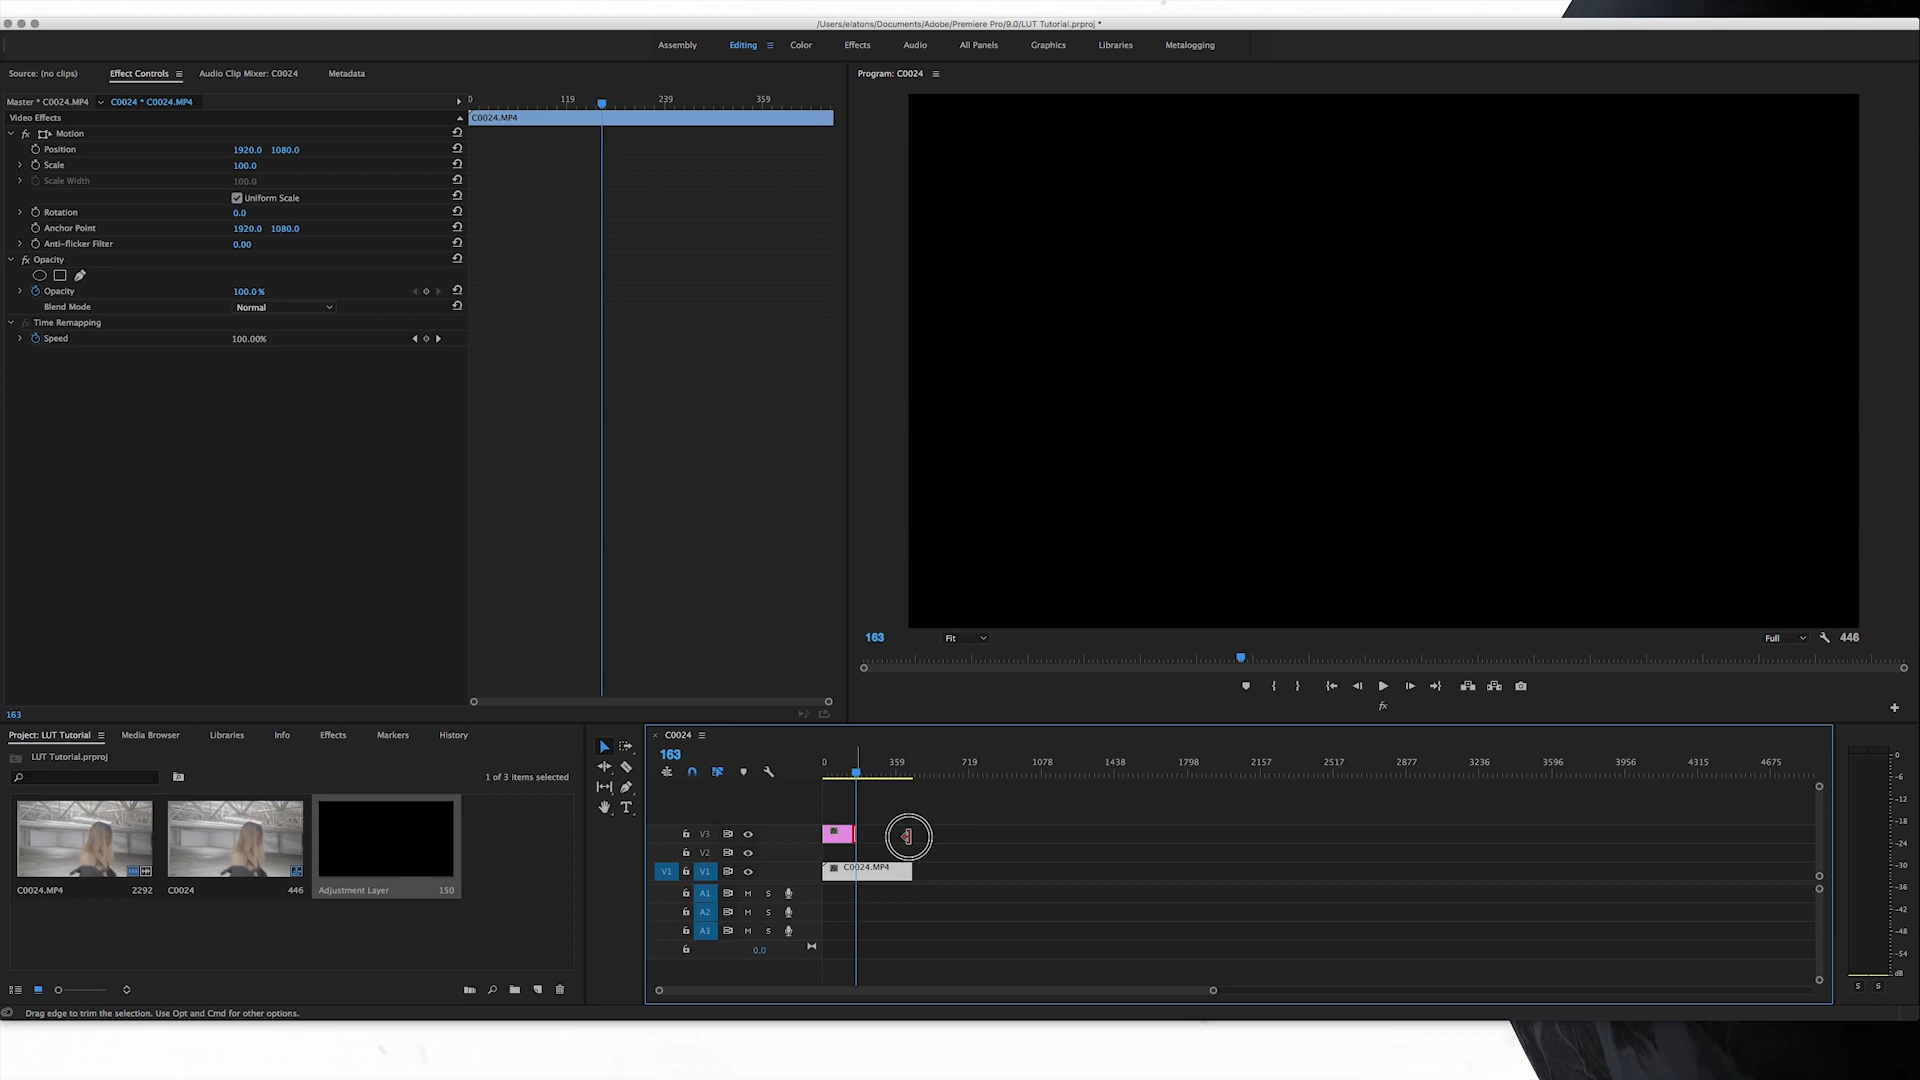 /Users/elatons/Documents/Adobe/Premiere Pro/9.0/LUT Tutorial.prproj *
Assembly Editing Color Effects Audio All Panels Graphics Libraries Metalogging
Source: (no clips) Effect Controls Audio Clip Mixer: C0024 Metadata
Program: C0024
Master * C0024.MP4 C0024 * C0024.MP4
0 119 239 359
Video Effects
C0024.MP4
fx Motion
Position 1920.0 1080.0
Scale 100.0
Scale Width 100.0
Uniform Scale
Rotation 0.0
Anchor Point 1920.0 1080.0
Anti-flicker Filter 0.00
fx Opacity
Opacity 100.0 %
Blend Mode Normal
fx Time Remapping
Speed 100.00%
163 Fit Full 446
fx
163
Project: LUT Tutorial Media Browser Libraries Info Effects Markers History
LUT Tutorial.prproj
1 of 3 items selected
C0024.MP4 2292
C0024 446
Adjustment Layer 150
T
C0024
163
0 359 719 1078 1438 1798 2157 2517 2877 3236 3596 3956 4315 4675
V3
V2
V1 V1 C0024.MP4
A1 M S
A2 M S
A3 M S
0.0
0
-6
-12
-18
-24
-30
-36
-42
-48
-54
dB
S S
Drag edge to trim the selection. Use Opt and Cmd for other options.